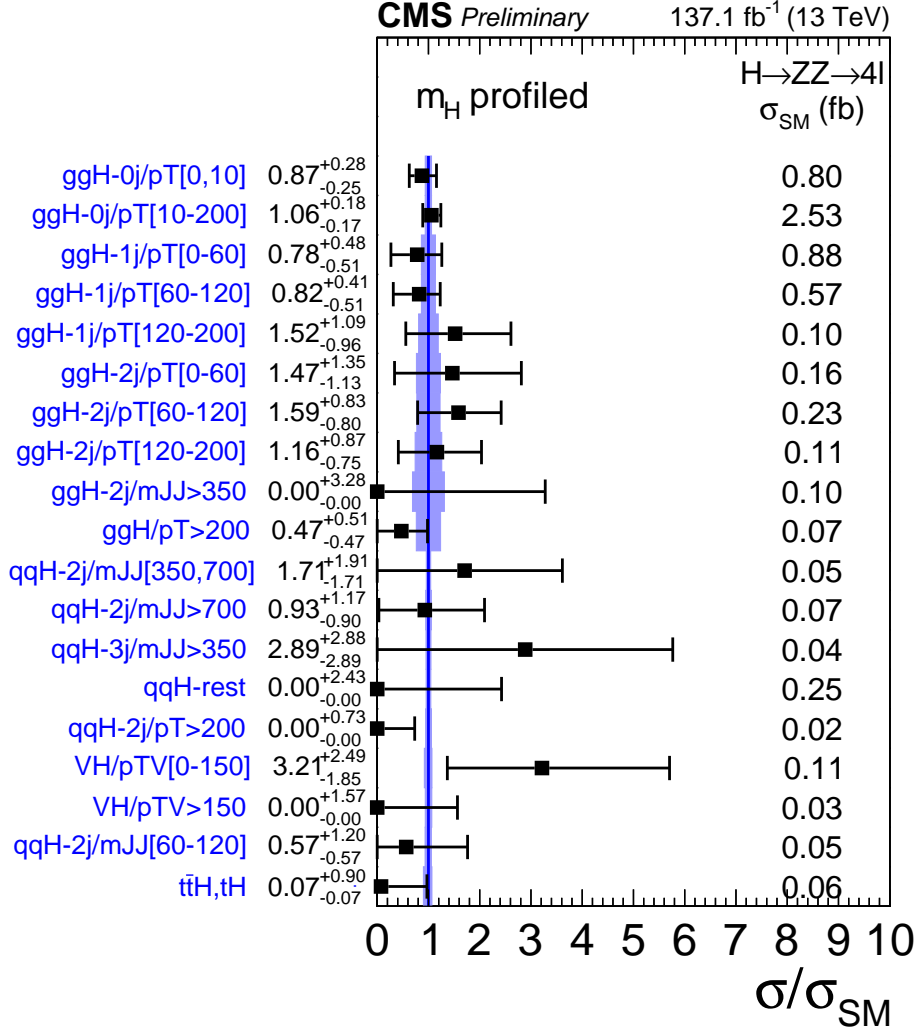 CMS Preliminary 137.1 fb⁻¹ (13 TeV)
H→ZZ→4l
m_H profiled
σ_SM (fb)
ggH-0j/pT[0,10] 0.87 +0.28 -0.25 0.80
ggH-0j/pT[10-200] 1.06 +0.18 -0.17 2.53
ggH-1j/pT[0-60] 0.78 +0.48 -0.51 0.88
ggH-1j/pT[60-120] 0.82 +0.41 -0.51 0.57
ggH-1j/pT[120-200] 1.52 +1.09 -0.96 0.10
ggH-2j/pT[0-60] 1.47 +1.35 -1.13 0.16
ggH-2j/pT[60-120] 1.59 +0.83 -0.80 0.23
ggH-2j/pT[120-200] 1.16 +0.87 -0.75 0.11
ggH-2j/mJJ>350 0.00 +3.28 -0.00 0.10
ggH/pT>200 0.47 +0.51 -0.47 0.07
qqH-2j/mJJ[350,700] 1.71 +1.91 -1.71 0.05
qqH-2j/mJJ>700 0.93 +1.17 -0.90 0.07
qqH-3j/mJJ>350 2.89 +2.88 -2.89 0.04
qqH-rest 0.00 +2.43 -0.00 0.25
qqH-2j/pT>200 0.00 +0.73 -0.00 0.02
VH/pTV[0-150] 3.21 +2.49 -1.85 0.11
VH/pTV>150 0.00 +1.57 -0.00 0.03
qqH-2j/mJJ[60-120] 0.57 +1.20 -0.57 0.05
tt̄H,tH 0.07 +0.90 -0.07 0.06
0 1 2 3 4 5 6 7 8 9 10
σ/σ_SM